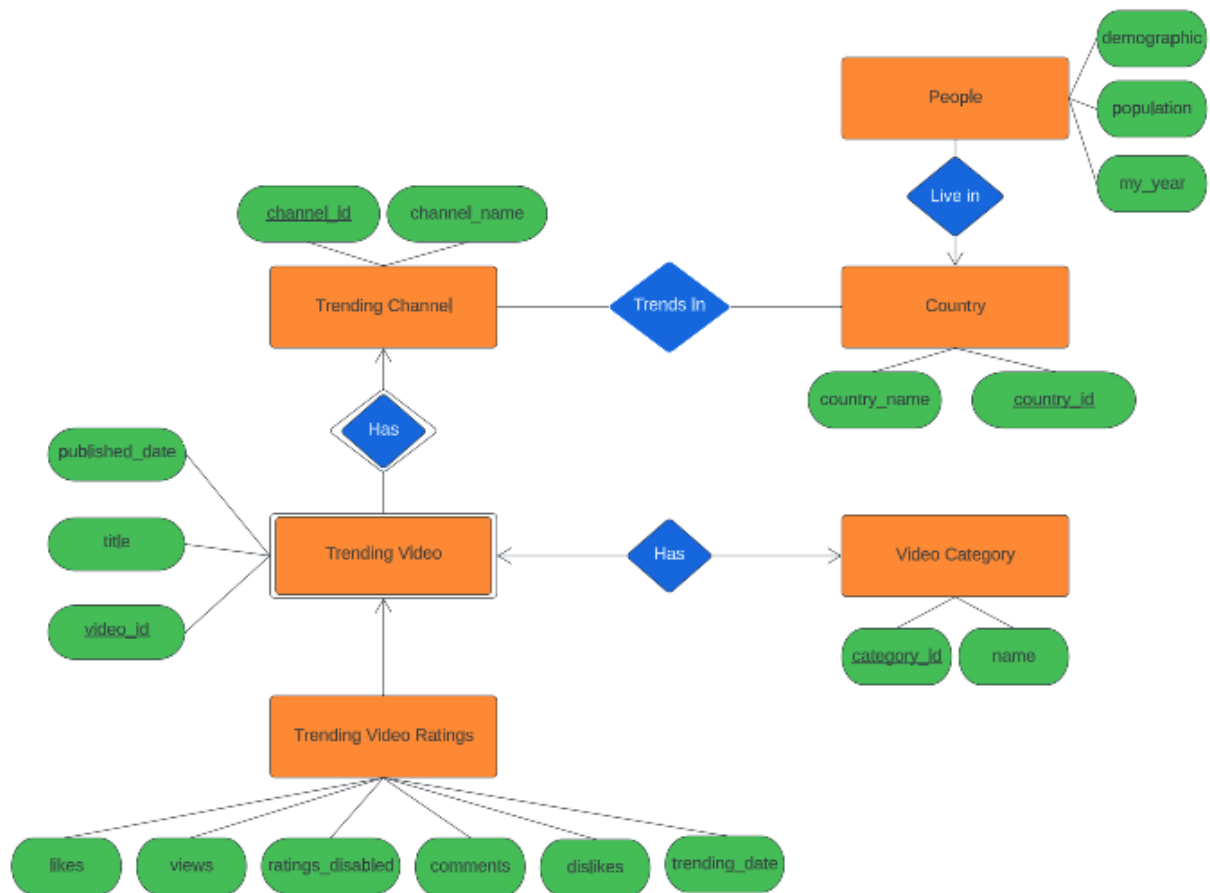 demographic
People
population
my_year
Live in
channel_id
channel_name
Trending Channel
Trends In
Country
country_name
country_id
Has
published_date
title
video_id
Trending Video
Has
Video Category
category_id
name
Trending Video Ratings
likes
views
ratings_disabled
comments
dislikes
trending_date